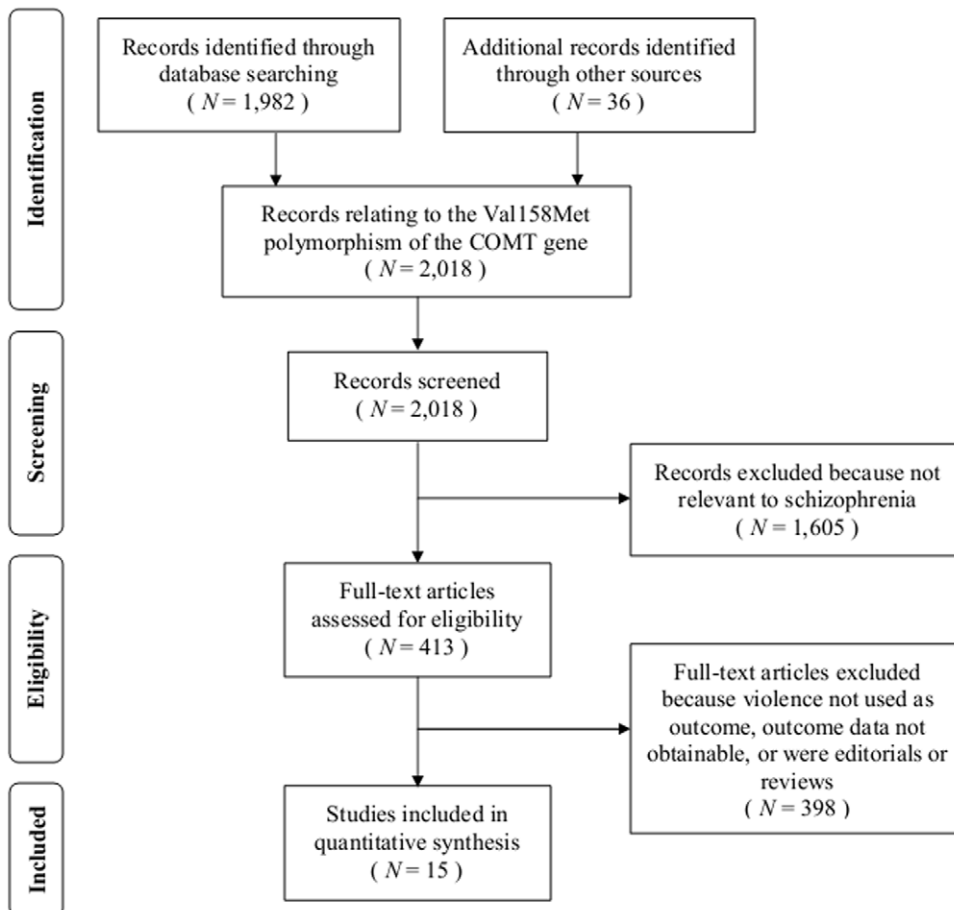 Identification
Records identified through
database searching
( N = 1,982 )
Additional records identified
through other sources
( N = 36 )
Records relating to the Val158Met
polymorphism of the COMT gene
( N = 2,018 )
Screening
Records screened
( N = 2,018 )
Records excluded because not
relevant to schizophrenia
( N = 1,605 )
Eligibility
Full-text articles
assessed for eligibility
( N = 413 )
Full-text articles excluded
because violence not used as
outcome, outcome data not
obtainable, or were editorials or
reviews
( N = 398 )
Included
Studies included in
quantitative synthesis
( N = 15 )